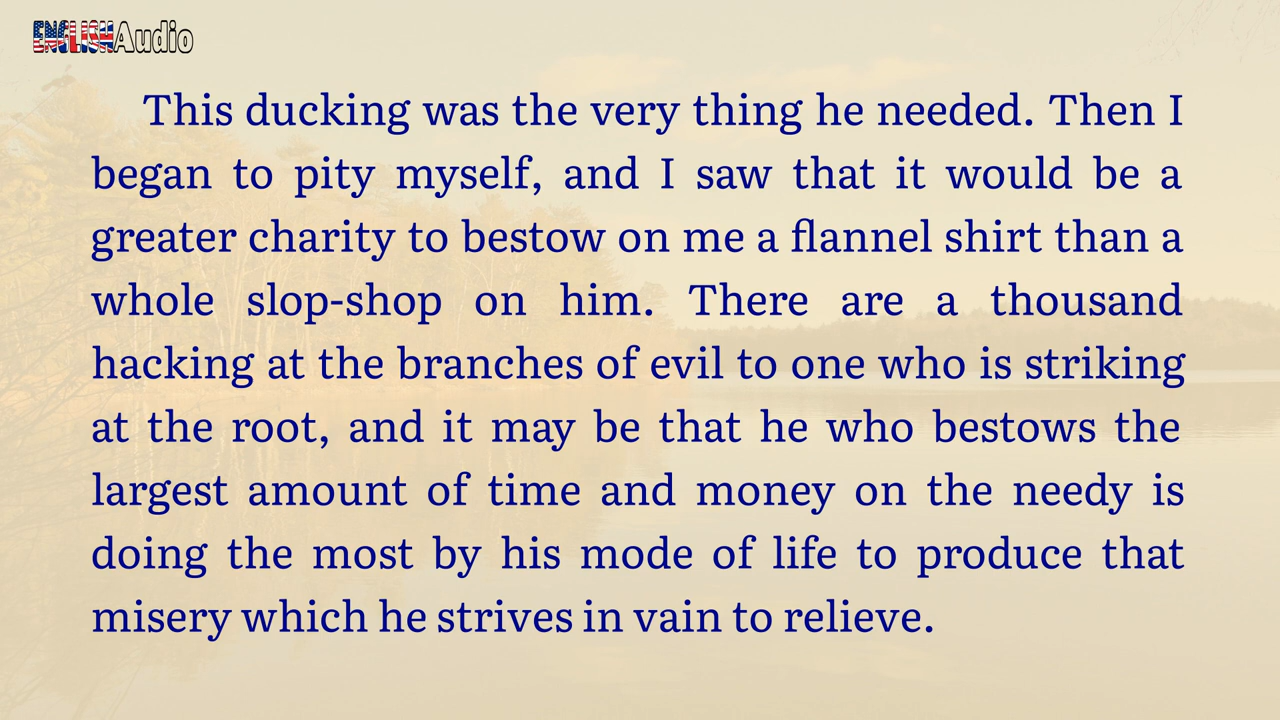 ENGLISHAudio
This ducking was the very thing he needed. Then I
began to pity myself, and I saw that it would be a
greater charity to bestow on me a flannel shirt than a
whole slop-shop on him. There are a thousand
hacking at the branches of evil to one who is striking
at the root, and it may be that he who bestows the
largest amount of time and money on the needy is
doing the most by his mode of life to produce that
misery which he strives in vain to relieve.